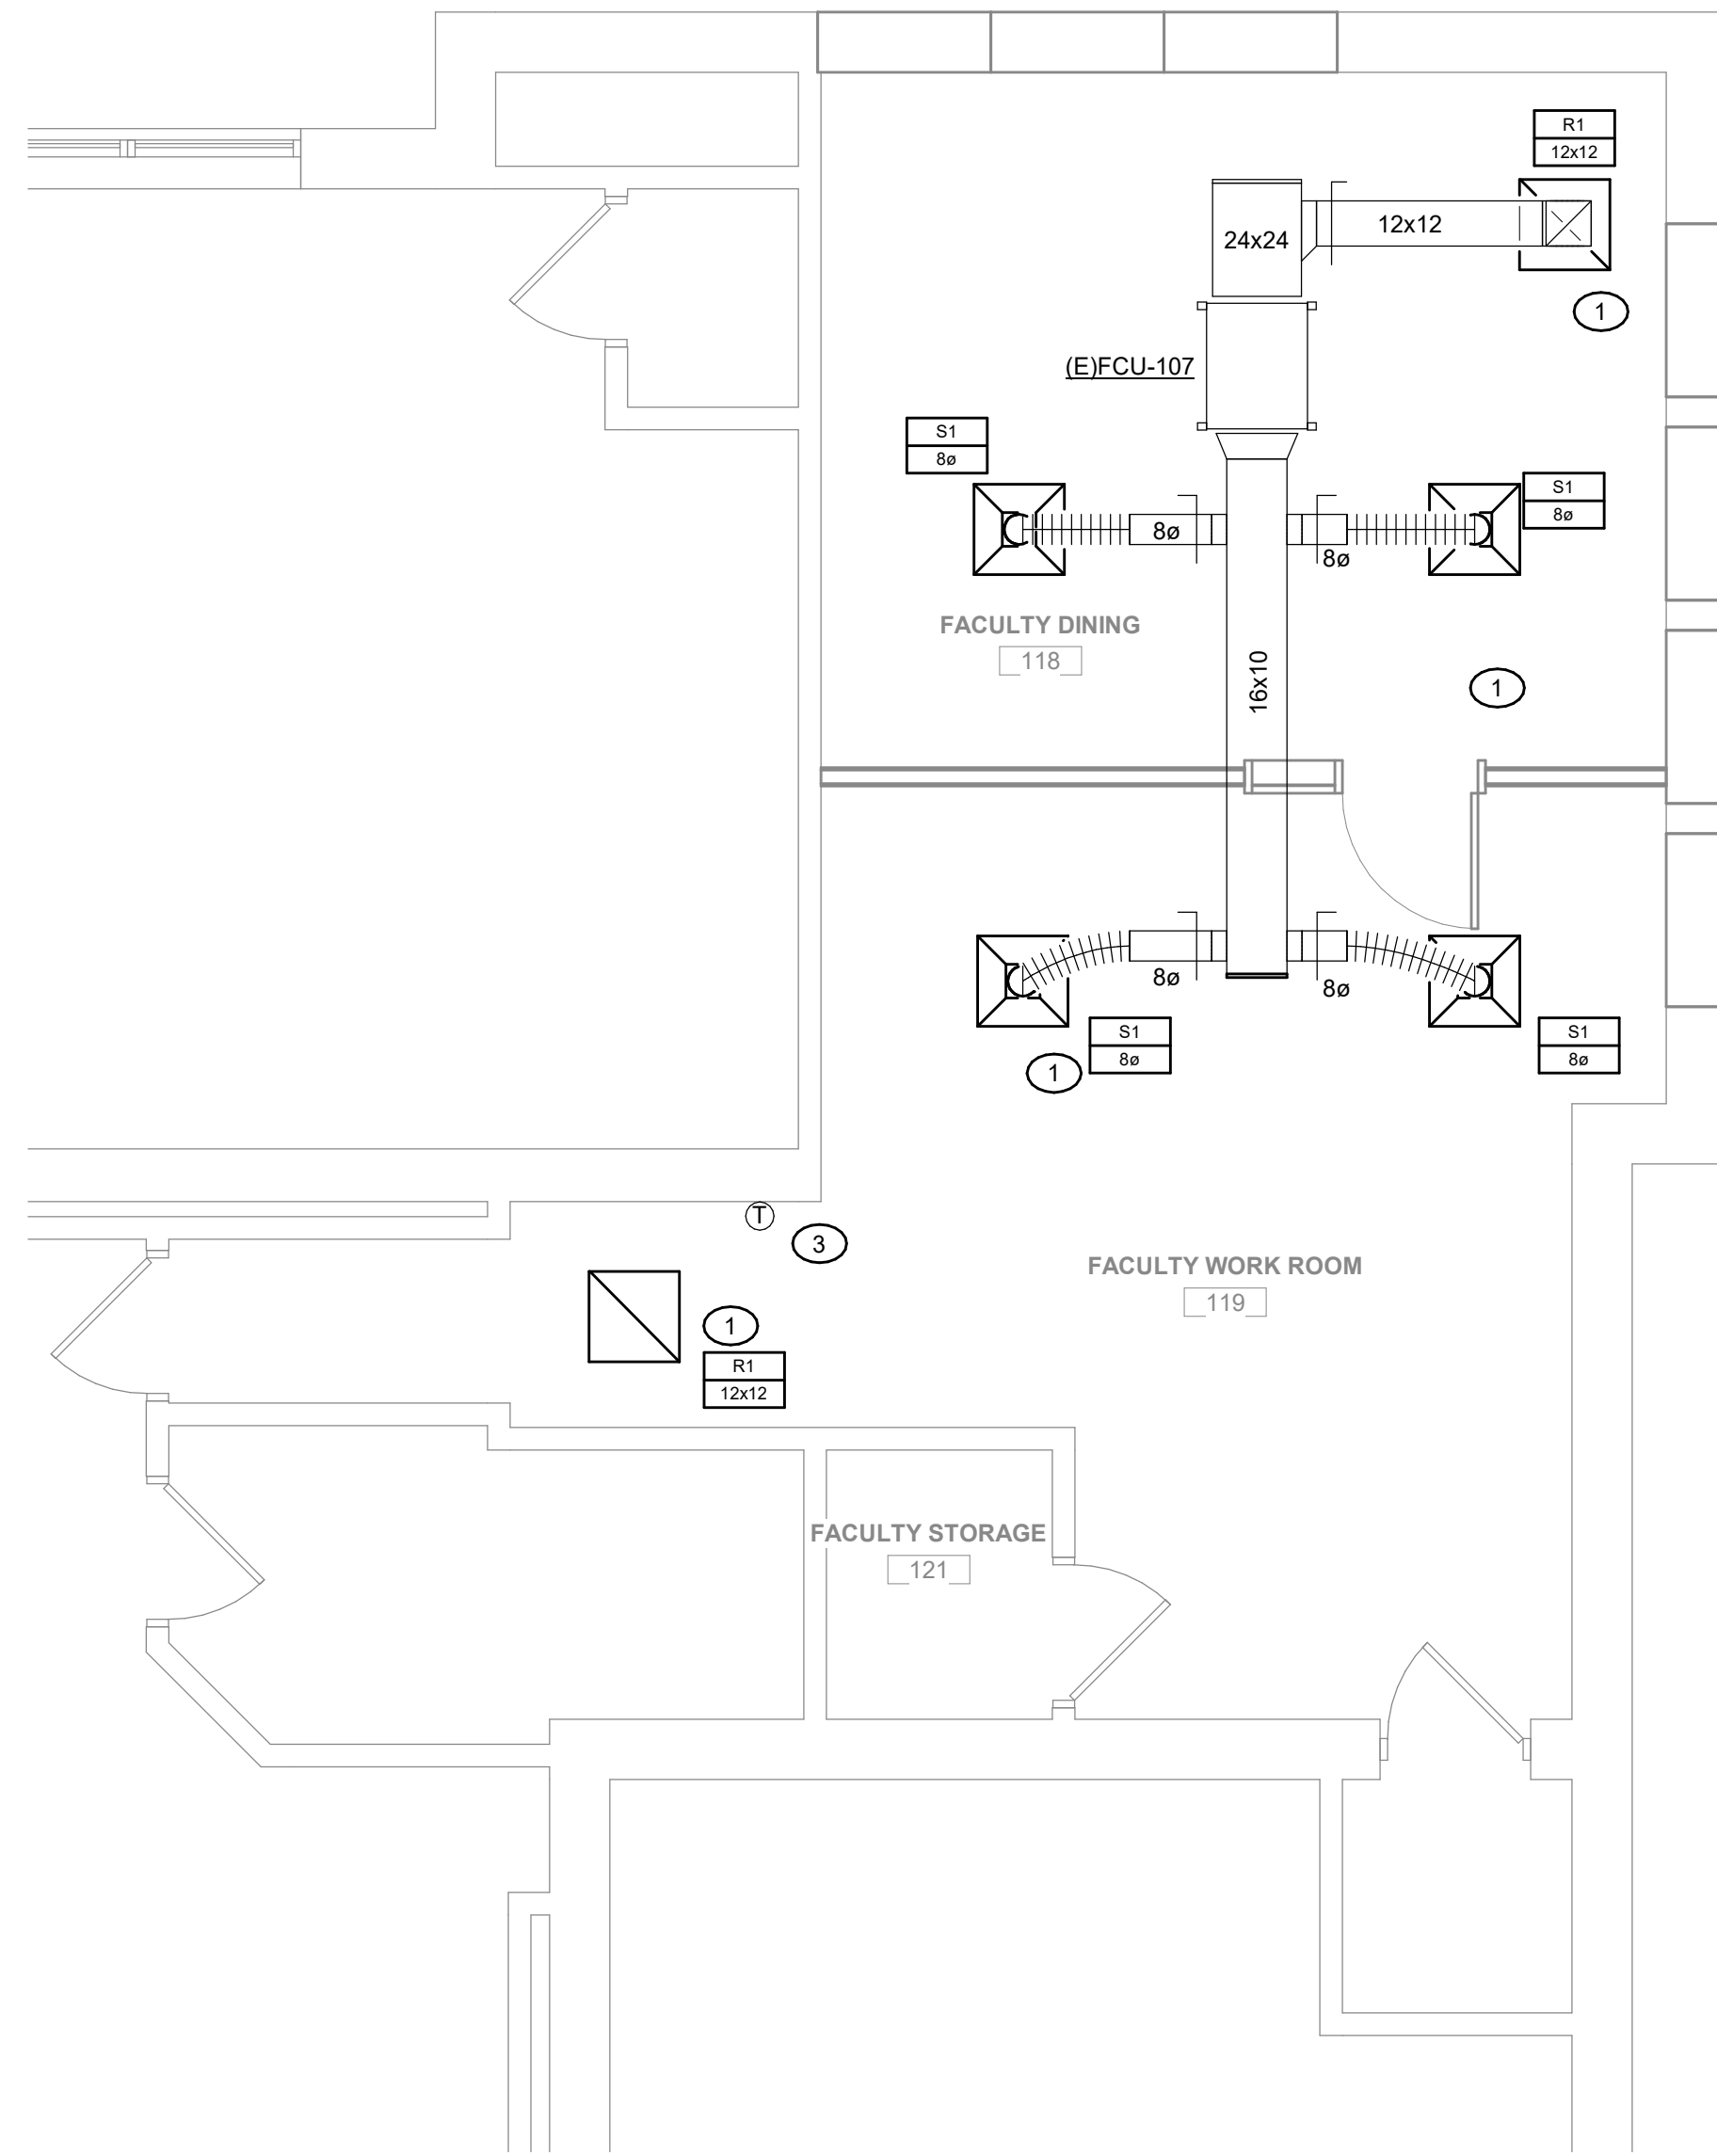 R1
12x12
12x12
24x24
1
(E)FCU-107
S1
8ø
S1
8ø
8ø
8ø
FACULTY DINING
118
16x10
1
8ø
8ø
S1
8ø
S1
8ø
1
T
3
FACULTY WORK ROOM
119
1
R1
12x12
FACULTY STORAGE
121